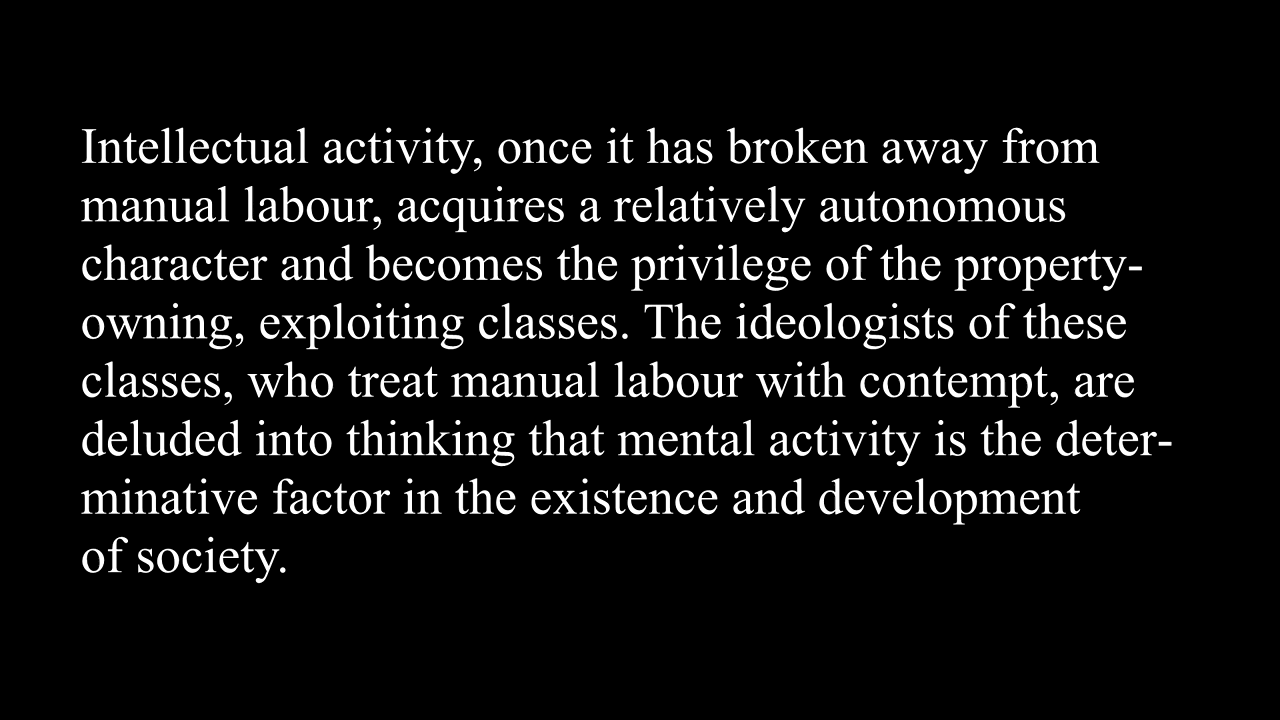 Intellectual activity, once it has broken away from
manual labour, acquires a relatively autonomous
character and becomes the privilege of the property-
owning, exploiting classes. The ideologists of these
classes, who treat manual labour with contempt, are
deluded into thinking that mental activity is the deter-
minative factor in the existence and development
of society.